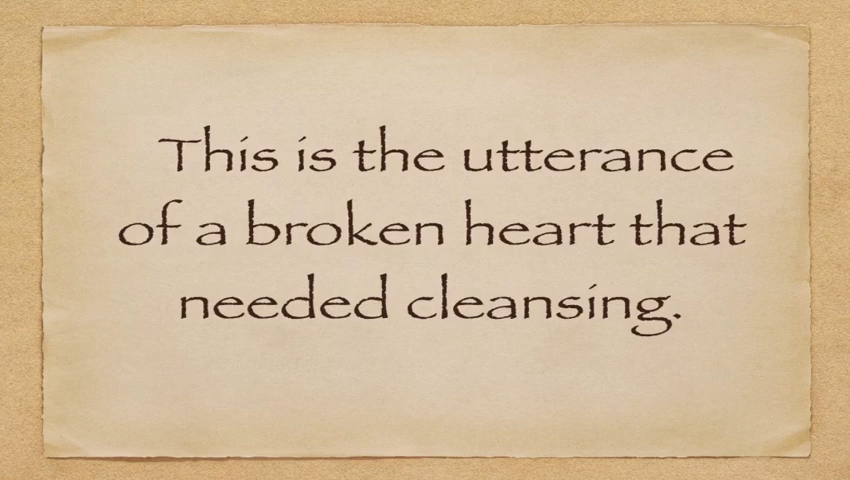 This is the utterance
of a broken heart that
needed cleansing.